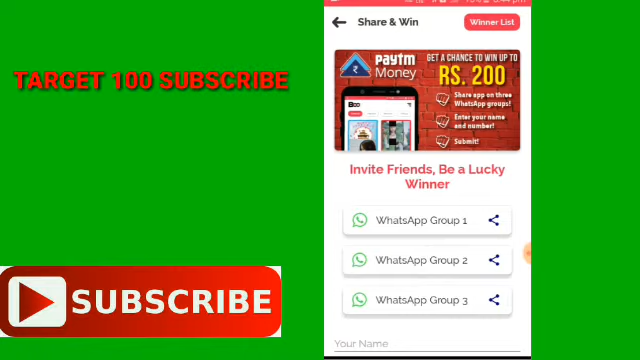 TARGET 100 SUBSCRIBE
SUBSCRIBE
Share & Win
Winner List
paytm
Money
GET A CHANCE TO WIN UP TO
RS. 200
Share app on three
WhatsApp groups!
Enter your name
and number!
Submit!
Invite Friends, Be a Lucky
Winner
WhatsApp Group 1
WhatsApp Group 2
WhatsApp Group 3
Your Name